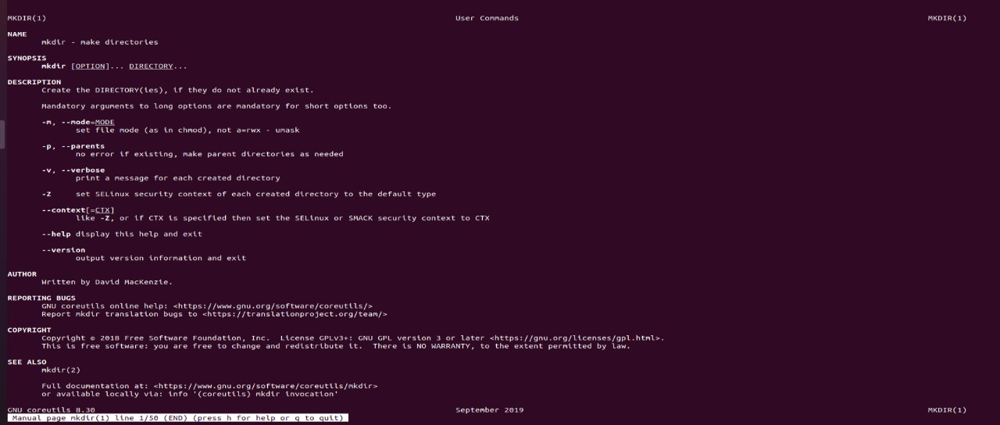 MKDIR(1) User Commands MKDIR(1)
NAME
mkdir - make directories
SYNOPSIS
mkdir [OPTION]... DIRECTORY...
DESCRIPTION
Create the DIRECTORY(ies), if they do not already exist.
Mandatory arguments to long options are mandatory for short options too.
-m, --mode=MODE
set file mode (as in chmod), not a=rwx - umask
-p, --parents
no error if existing, make parent directories as needed
-v, --verbose
print a message for each created directory
-Z set SELinux security context of each created directory to the default type
--context[=CTX]
like -Z, or if CTX is specified then set the SELinux or SMACK security context to CTX
--help display this help and exit
--version
output version information and exit
AUTHOR
Written by David MacKenzie.
REPORTING BUGS
GNU coreutils online help: <https://www.gnu.org/software/coreutils/>
Report mkdir translation bugs to <https://translationproject.org/team/>
COPYRIGHT
Copyright © 2018 Free Software Foundation, Inc. License GPLv3+: GNU GPL version 3 or later <https://gnu.org/licenses/gpl.html>.
This is free software: you are free to change and redistribute it. There is NO WARRANTY, to the extent permitted by law.
SEE ALSO
mkdir(2)
Full documentation at: <https://www.gnu.org/software/coreutils/mkdir>
or available locally via: info '(coreutils) mkdir invocation'
GNU coreutils 8.30 September 2019 MKDIR(1)
Manual page mkdir(1) line 1/50 (END) (press h for help or q to quit)